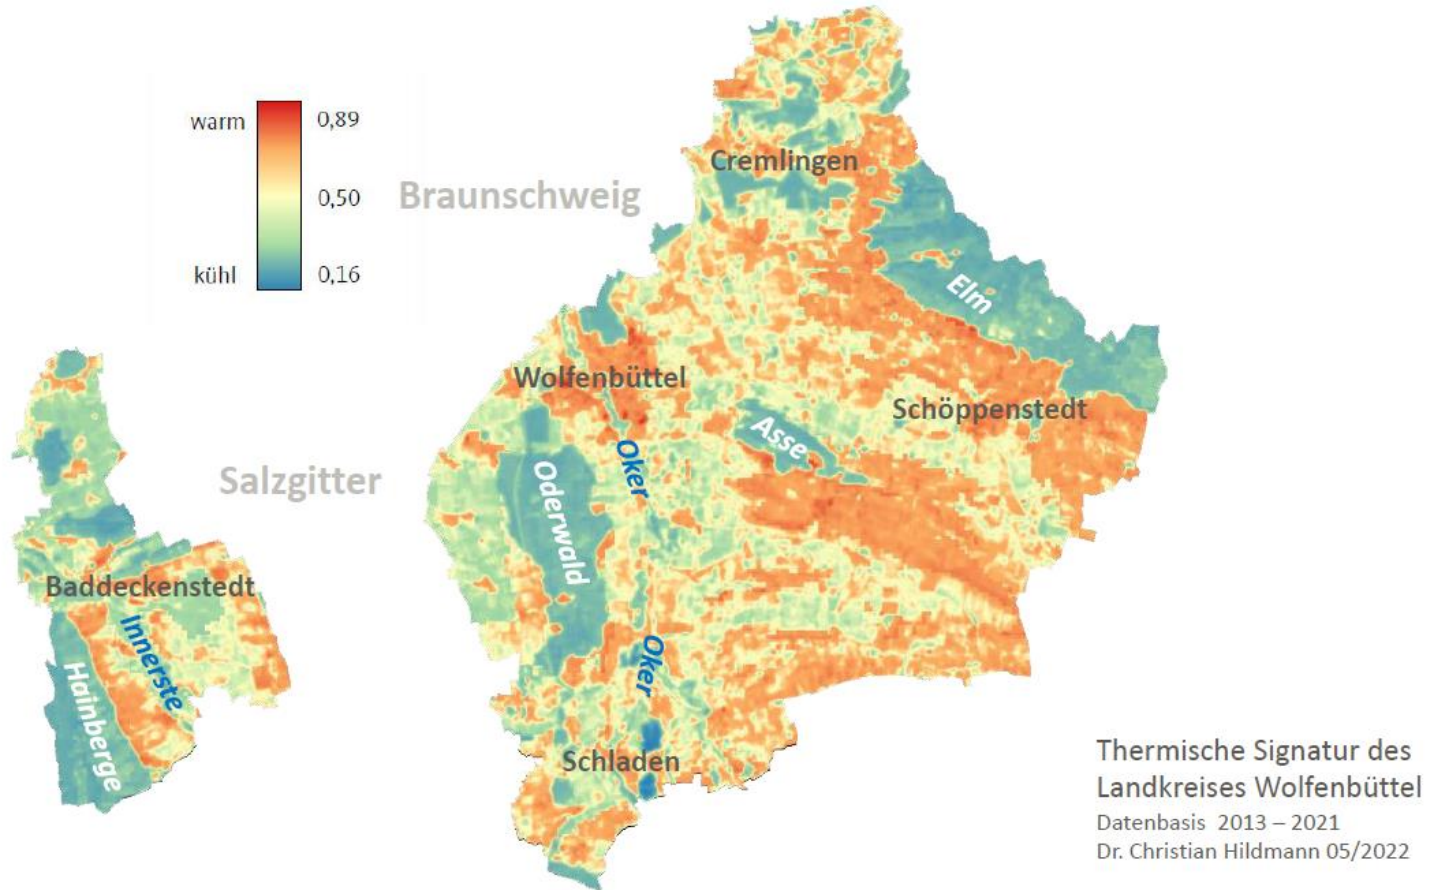 warm
0,89
0,50
kühl
0,16
Braunschweig
Cremlingen
Elm
Wolfenbüttel
Schöppenstedt
Asse
Oker
Salzgitter
Oderwald
Baddeckenstedt
Innerste
Oker
Hainberge
Schladen
Thermische Signatur des
Landkreises Wolfenbüttel
Datenbasis 2013 – 2021
Dr. Christian Hildmann 05/2022